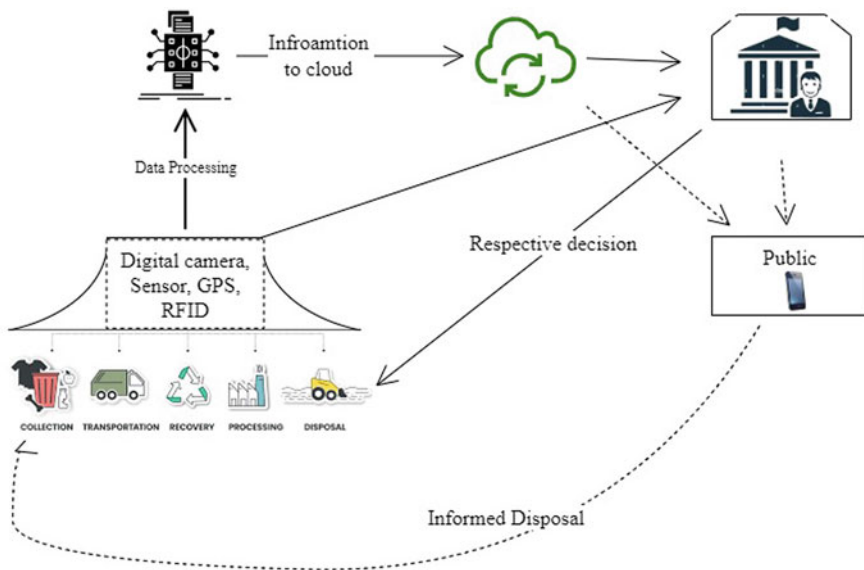 Infroamtion
to cloud
Data Processing
Respective decision
Public
Digital camera,
Sensor, GPS,
RFID
COLLECTION TRANSPORTATION RECOVERY PROCESSING DISPOSAL
Informed Disposal